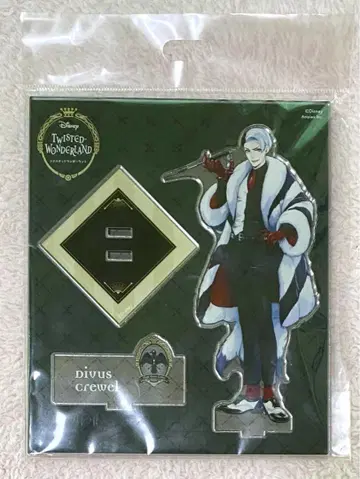 Disney
TWISTED-
WONDERLAND
©Disney
Divus
Crewel